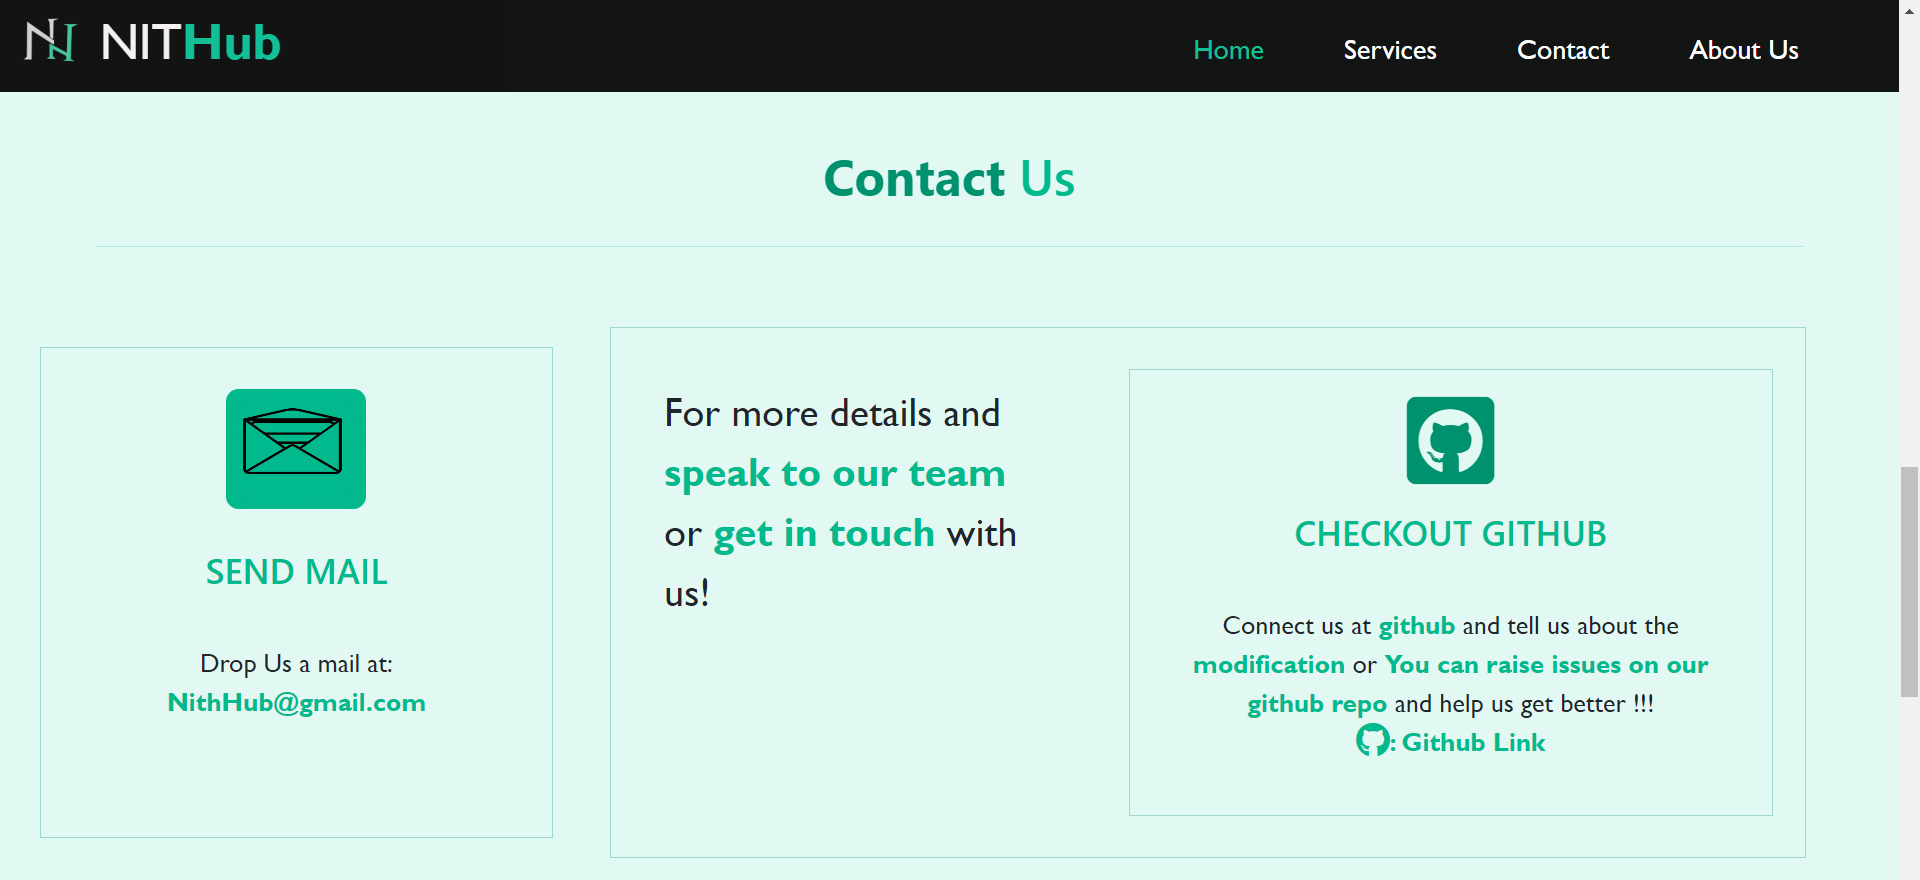 NITHub
Home Services Contact About Us
Contact Us
SEND MAIL
Drop Us a mail at:
NithHub@gmail.com
For more details and
speak to our team
or get in touch with
us!
CHECKOUT GITHUB
Connect us at github and tell us about the
modification or You can raise issues on our
github repo and help us get better !!!
: Github Link